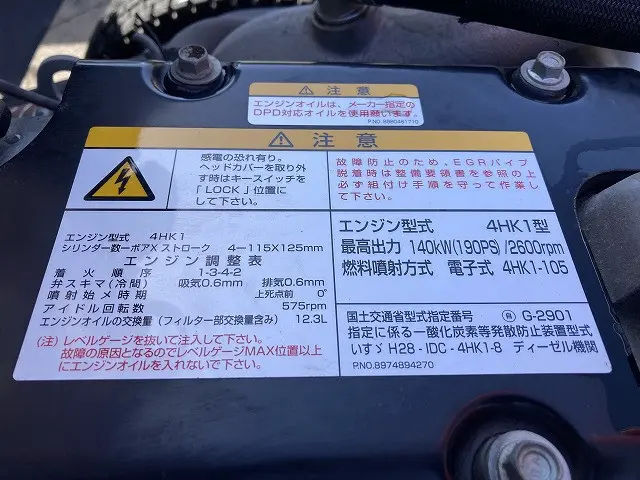 注意
エンジンオイルは、メーカー指定の
DPD対応オイルを使用願います。
P.NO. 8980461710
注意
感電の恐れ有り。
ヘッドカバーを取り外
す時はキースイッチを
「LOCK」位置に
して下さい。
故障防止のため、EGRパイプ
脱着時は整備要領書を参照の上
必ず組付け手順を守って作業
して下さい。
エンジン型式 4HK1
シリンダー数ーボアXストローク 4ー115X125mm
エンジン調整表
着火順序 1-3-4-2
弁スキマ(冷間) 吸気0.6mm 排気0.6mm
噴射始メ時期 上死点前 0°
アイドル回転数 575rpm
エンジンオイルの交換量(フィルター部交換量含み) 12.3L
(注)レベルゲージを抜いて注入して下さい。
故障の原因となるのでレベルゲージMAX位置以上
にエンジンオイルを入れないで下さい。
エンジン型式 4HK1型
最高出力 140kW(190PS)/2600rpm
燃料噴射方式 電子式 4HK1-105
国土交通省型式指定番号 G-2901
指定に係る一酸化炭素等発散防止装置型式
いすゞ H28-IDC-4HK1-8 ディーゼル機関
P.NO.8974894270